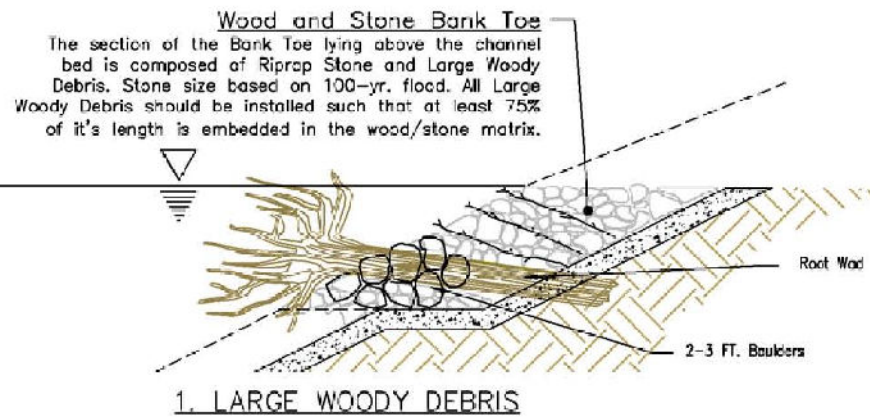 Wood and Stone Bank Toe
The section of the Bank Toe lying above the channel
bed is composed of Riprap Stone and Large Woody
Debris. Stone size based on 100-yr. flood. All Large
Woody Debris should be installed such that at least 75%
of it's length is embedded in the wood/stone matrix.
Root Wad
2-3 FT. Boulders
1. LARGE WOODY DEBRIS